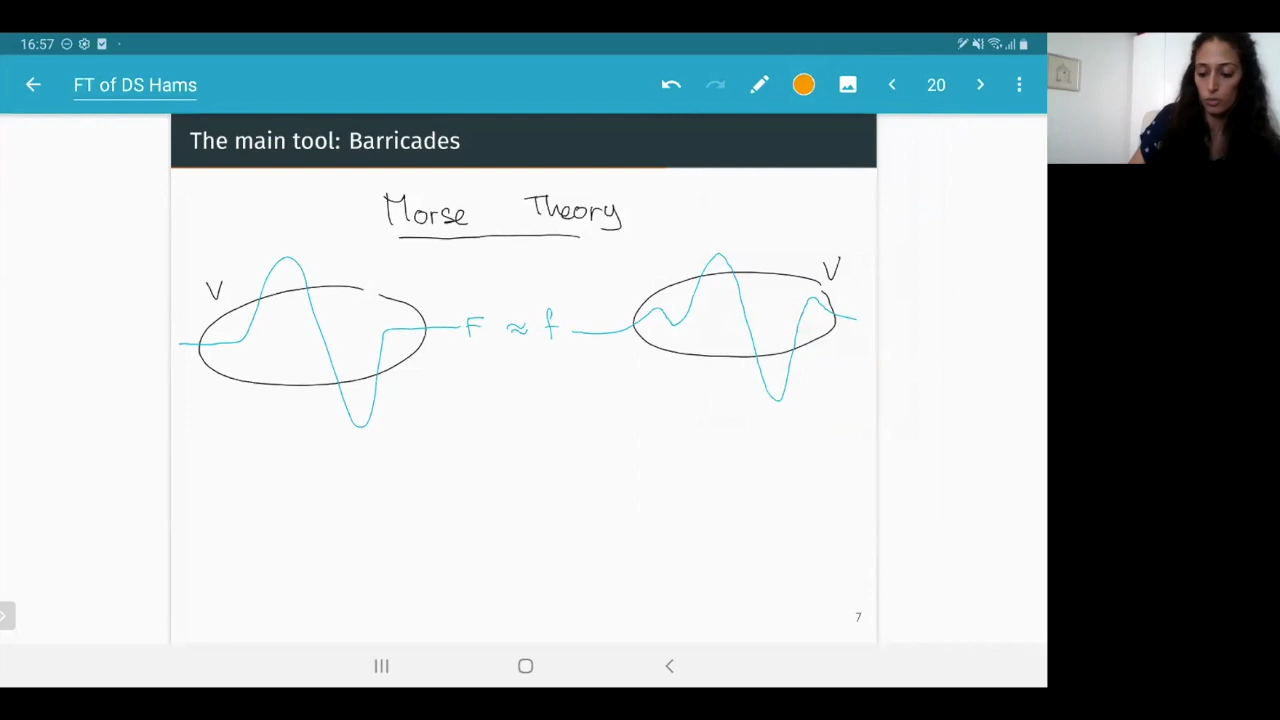 16:57
FT of DS Hams
20
The main tool: Barricades
Morse Theory
V
V
F ≈ f
7